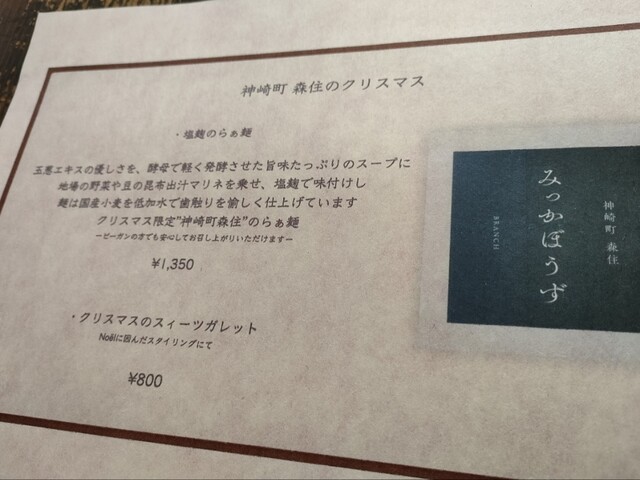 神崎町 森住のクリスマス
・塩麹のらぁ麺
玉葱エキスの優しさを、酵母で軽く発酵させた旨味たっぷりのスープに
地場の野菜や豆の昆布出汁マリネを乗せ、塩麹で味付けし
麺は国産小麦を低加水で歯触りを愉しく仕上げています
クリスマス限定"神崎町森住"のらぁ麺
ービーガンの方でも安心してお召し上がりいただけますー
¥1,350
・クリスマスのスィーツガレット
Noëlに因んだスタイリングにて
¥800
神崎町 森住
みっかぼうず
BRANCH